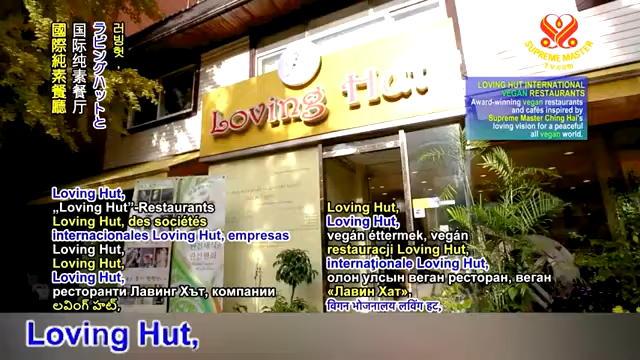 러빙헛,
ラビングハットと
国际纯素餐厅
國際純素餐廳
Loving Hut
SUPREME MASTER
TV.com
LOVING HUT INTERNATIONAL
VEGAN RESTAURANTS
Award-winning vegan restaurants
and cafés inspired by
Supreme Master Ching Hai's
loving vision for a peaceful
all vegan world.
Loving Hut,
„Loving Hut”-Restaurants
Loving Hut, des sociétés
internacionales Loving Hut, empresas
Loving Hut,
Loving Hut,
Loving Hut,
ресторанти Лавинг Хът, компании
లవింగ్ హట్,
Loving Hut,
Loving Hut,
vegán éttermek, vegán
restauracji Loving Hut,
internaționale Loving Hut,
олон улсын веган ресторан, веган
«Лавин Хат»,
विगन भोजनालय लविंग हट,
Loving Hut,